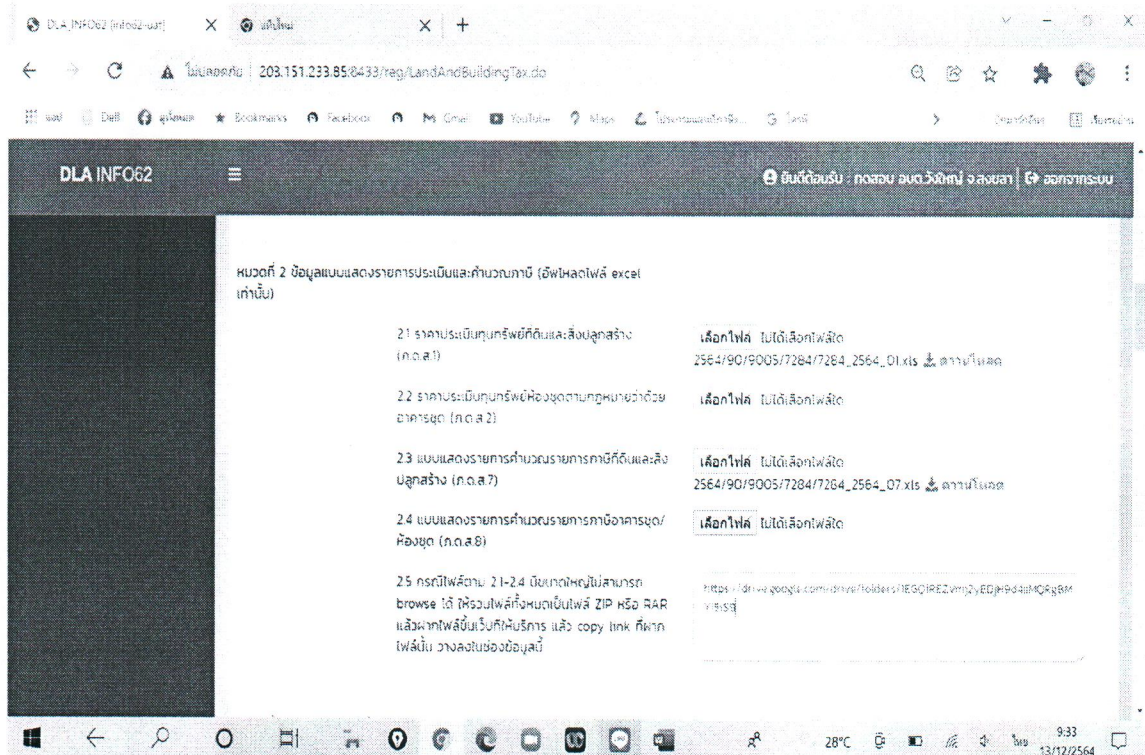 DLA_INFO62 (info62-uat)
แท็บใหม่
ไม่ปลอดภัย 203.151.233.85:8433/reg/LandAndBuildingTax.do
แอป Dell Bookmarks Facebook Gmail YouTube Maps
DLA INFO62
ยินดีต้อนรับ : ทดสอบ อบต.วังใหญ่ จ.สงขลา ออกจากระบบ
หมวดที่ 2 ข้อมูลแบบแสดงรายการประเมินและคำนวณภาษี (อัพโหลดไฟล์ excel
เท่านั้น)
2.1 ราคาประเมินทุนทรัพย์ที่ดินและสิ่งปลูกสร้าง
(ภ.ด.ส.1)
เลือกไฟล์ ไม่ได้เลือกไฟล์ใด
2564/90/9005/7284/7284_2564_01.xls ดาวน์โหลด
2.2 ราคาประเมินทุนทรัพย์ห้องชุดตามกฎหมายว่าด้วย
อาคารชุด (ภ.ด.ส.2)
เลือกไฟล์ ไม่ได้เลือกไฟล์ใด
2.3 แบบแสดงรายการคำนวณรายการภาษีที่ดินและสิ่ง
ปลูกสร้าง (ภ.ด.ส.7)
เลือกไฟล์ ไม่ได้เลือกไฟล์ใด
2564/90/9005/7284/7284_2564_07.xls ดาวน์โหลด
2.4 แบบแสดงรายการคำนวณรายการภาษีอาคารชุด/
ห้องชุด (ภ.ด.ส.8)
เลือกไฟล์ ไม่ได้เลือกไฟล์ใด
2.5 กรณีไฟล์ตาม 2.1-2.4 มีขนาดใหญ่ไม่สามารถ
browse ได้ ให้รวมไฟล์ทั้งหมดเป็นไฟล์ ZIP หรือ RAR
แล้วฝากไฟล์ขึ้นเว็บที่ให้บริการ แล้ว copy link ที่ฝาก
ไฟล์นั้น วางลงในช่องข้อมูลนี้
28°C ไทย 9:33
13/12/2564